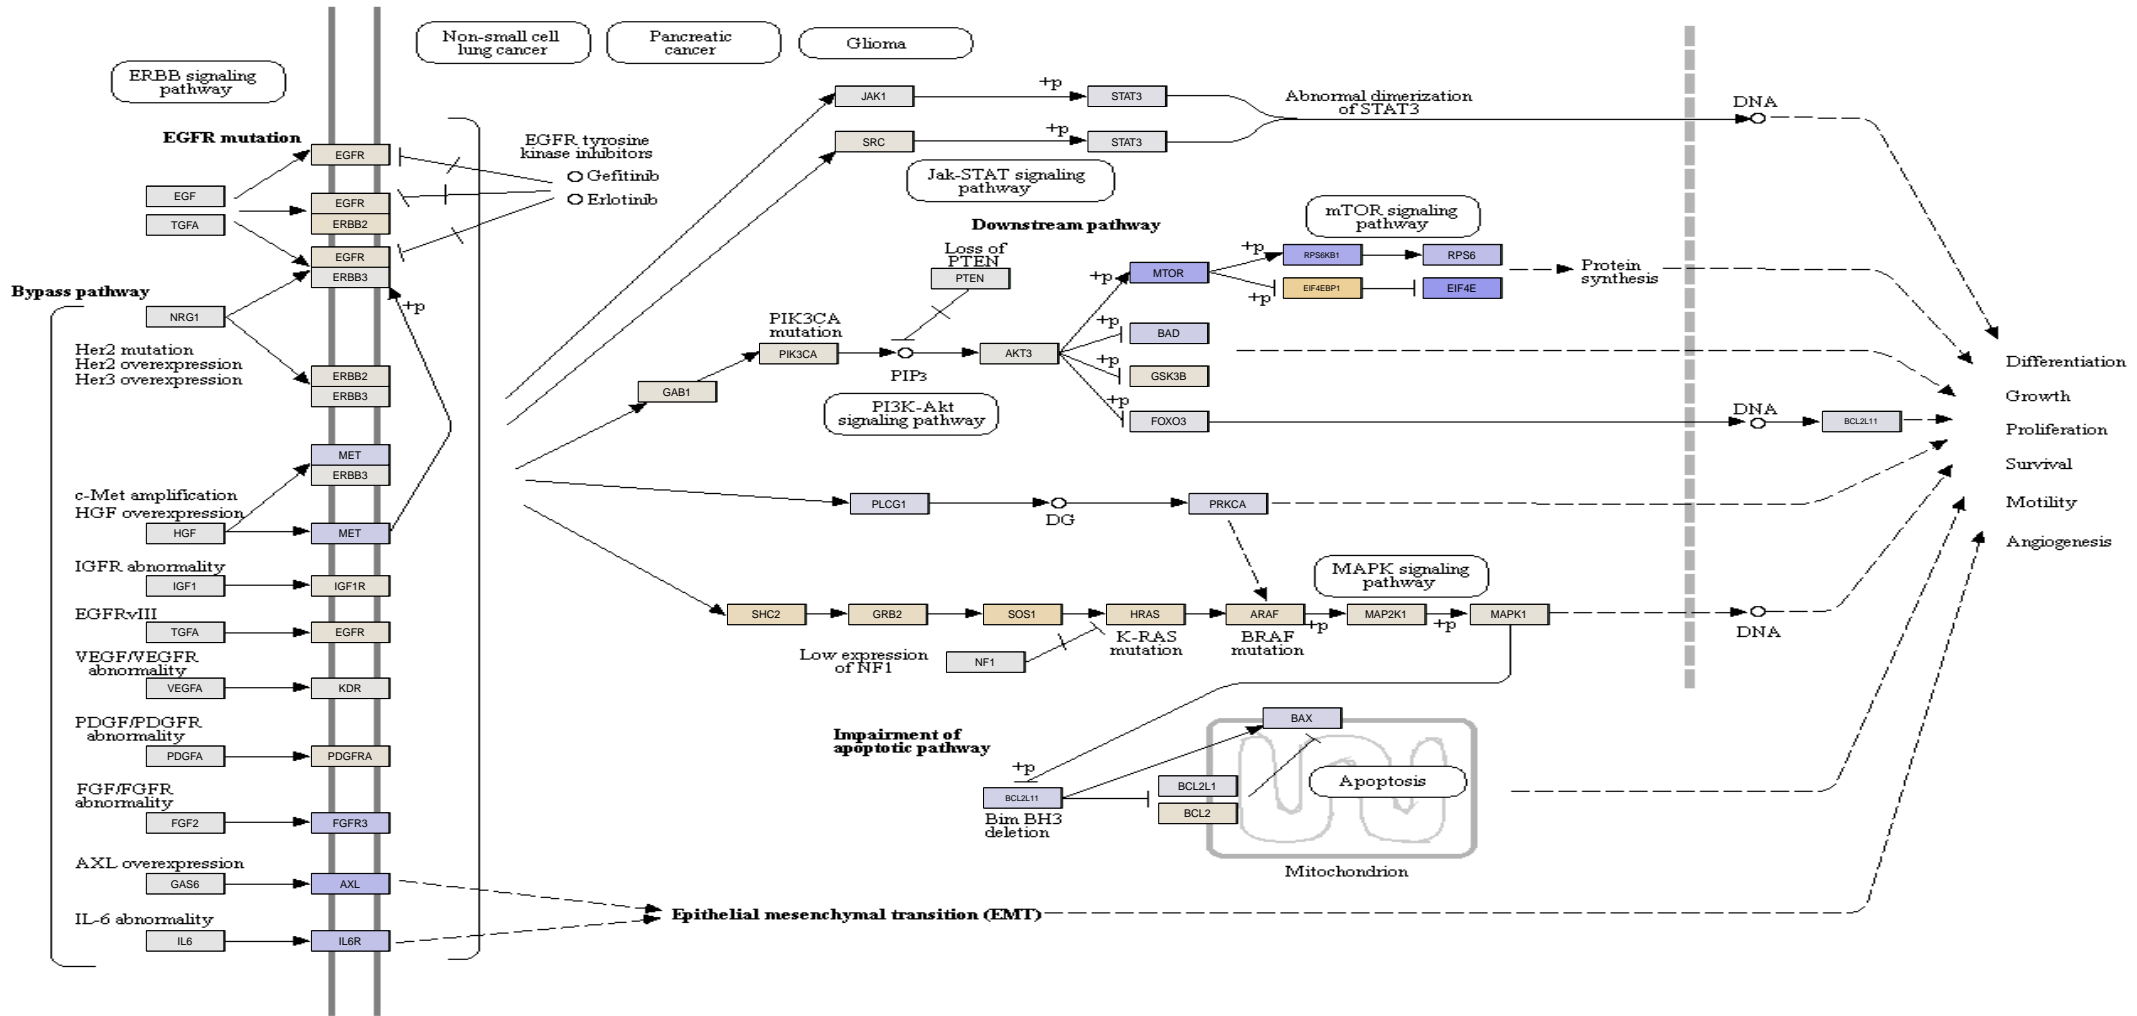 Non-small cell
lung cancer
Pancreatic
cancer
Glioma
ERBB signaling
pathway
EGFR mutation
EGFR
EGF
TGFA
EGFR
ERBB2
EGFR
ERBB3
EGFR tyrosine
kinase inhibitors
Gefitinib
Erlotinib
JAK1
+p
STAT3
SRC
+p
STAT3
Abnormal dimerization
of STAT3
DNA
Jak-STAT signaling
pathway
Downstream pathway
mTOR signaling
pathway
Loss of
PTEN
PTEN
+p
MTOR
+p
RPS6KB1
RPS6
+p
EIF4EBP1
EIF4E
Protein
synthesis
Bypass pathway
NRG1
+p
Her2 mutation
Her2 overexpression
Her3 overexpression
ERBB2
ERBB3
PIK3CA
mutation
PIK3CA
PIP3
AKT3
+p
BAD
+p
GSK3B
+p
FOXO3
GAB1
PI3K-Akt
signaling pathway
DNA
BCL2L11
Differentiation
Growth
Proliferation
Survival
Motility
Angiogenesis
MET
ERBB3
c-Met amplification
HGF overexpression
HGF
MET
PLCG1
DG
PRKCA
IGFR abnormality
IGF1
IGF1R
MAPK signaling
pathway
EGFRvIII
TGFA
EGFR
SHC2
GRB2
SOS1
HRAS
K-RAS
mutation
ARAF
BRAF
mutation
+p
MAP2K1
+p
MAPK1
DNA
Low expression
of NF1
NF1
VEGF/VEGFR
abnormality
VEGFA
KDR
PDGF/PDGFR
abnormality
PDGFA
PDGFRA
Impairment of
apoptotic pathway
BAX
+p
BCL2L11
Bim BH3
deletion
BCL2L1
BCL2
Apoptosis
Mitochondrion
FGF/FGFR
abnormality
FGF2
FGFR3
AXL overexpression
GAS6
AXL
IL-6 abnormality
IL6
IL6R
Epithelial mesenchymal transition (EMT)